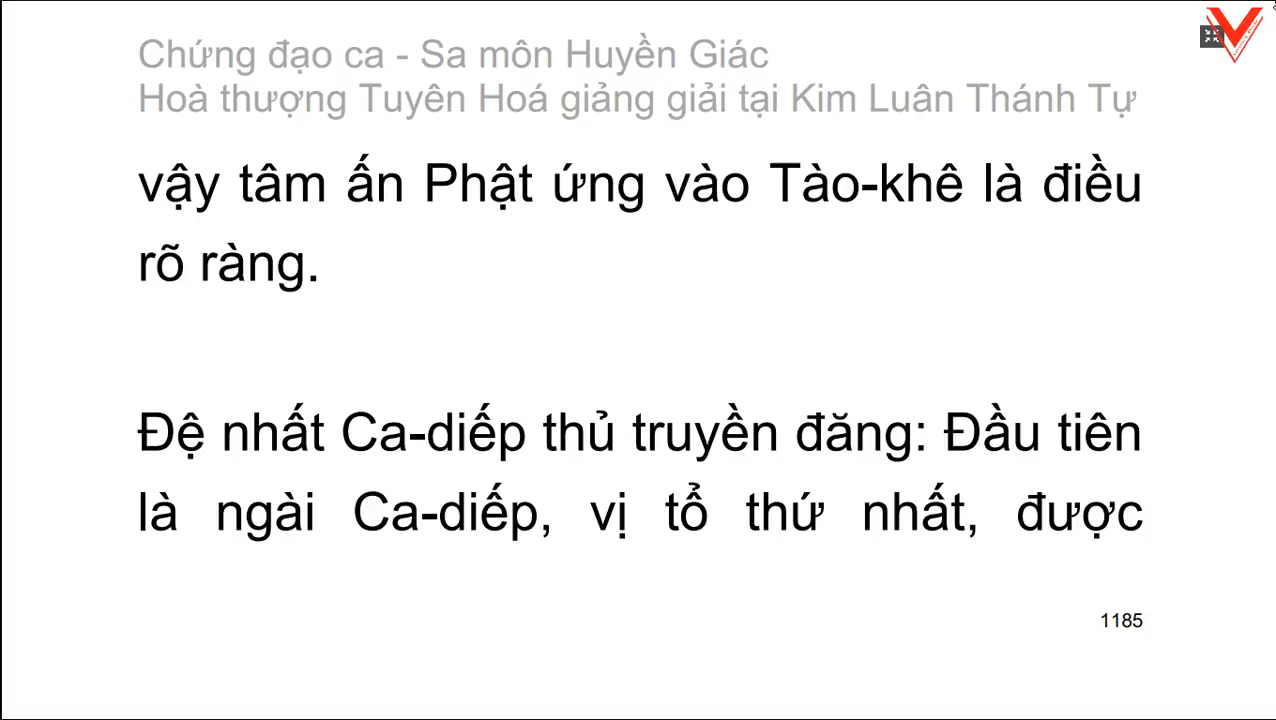 Chứng đạo ca - Sa môn Huyền Giác
Hoà thượng Tuyên Hoá giảng giải tại Kim Luân Thánh Tự
vậy tâm ấn Phật ứng vào Tào-khê là điều
rõ ràng.
Đệ nhất Ca-diếp thủ truyền đăng: Đầu tiên
là ngài Ca-diếp, vị tổ thứ nhất, được
1185